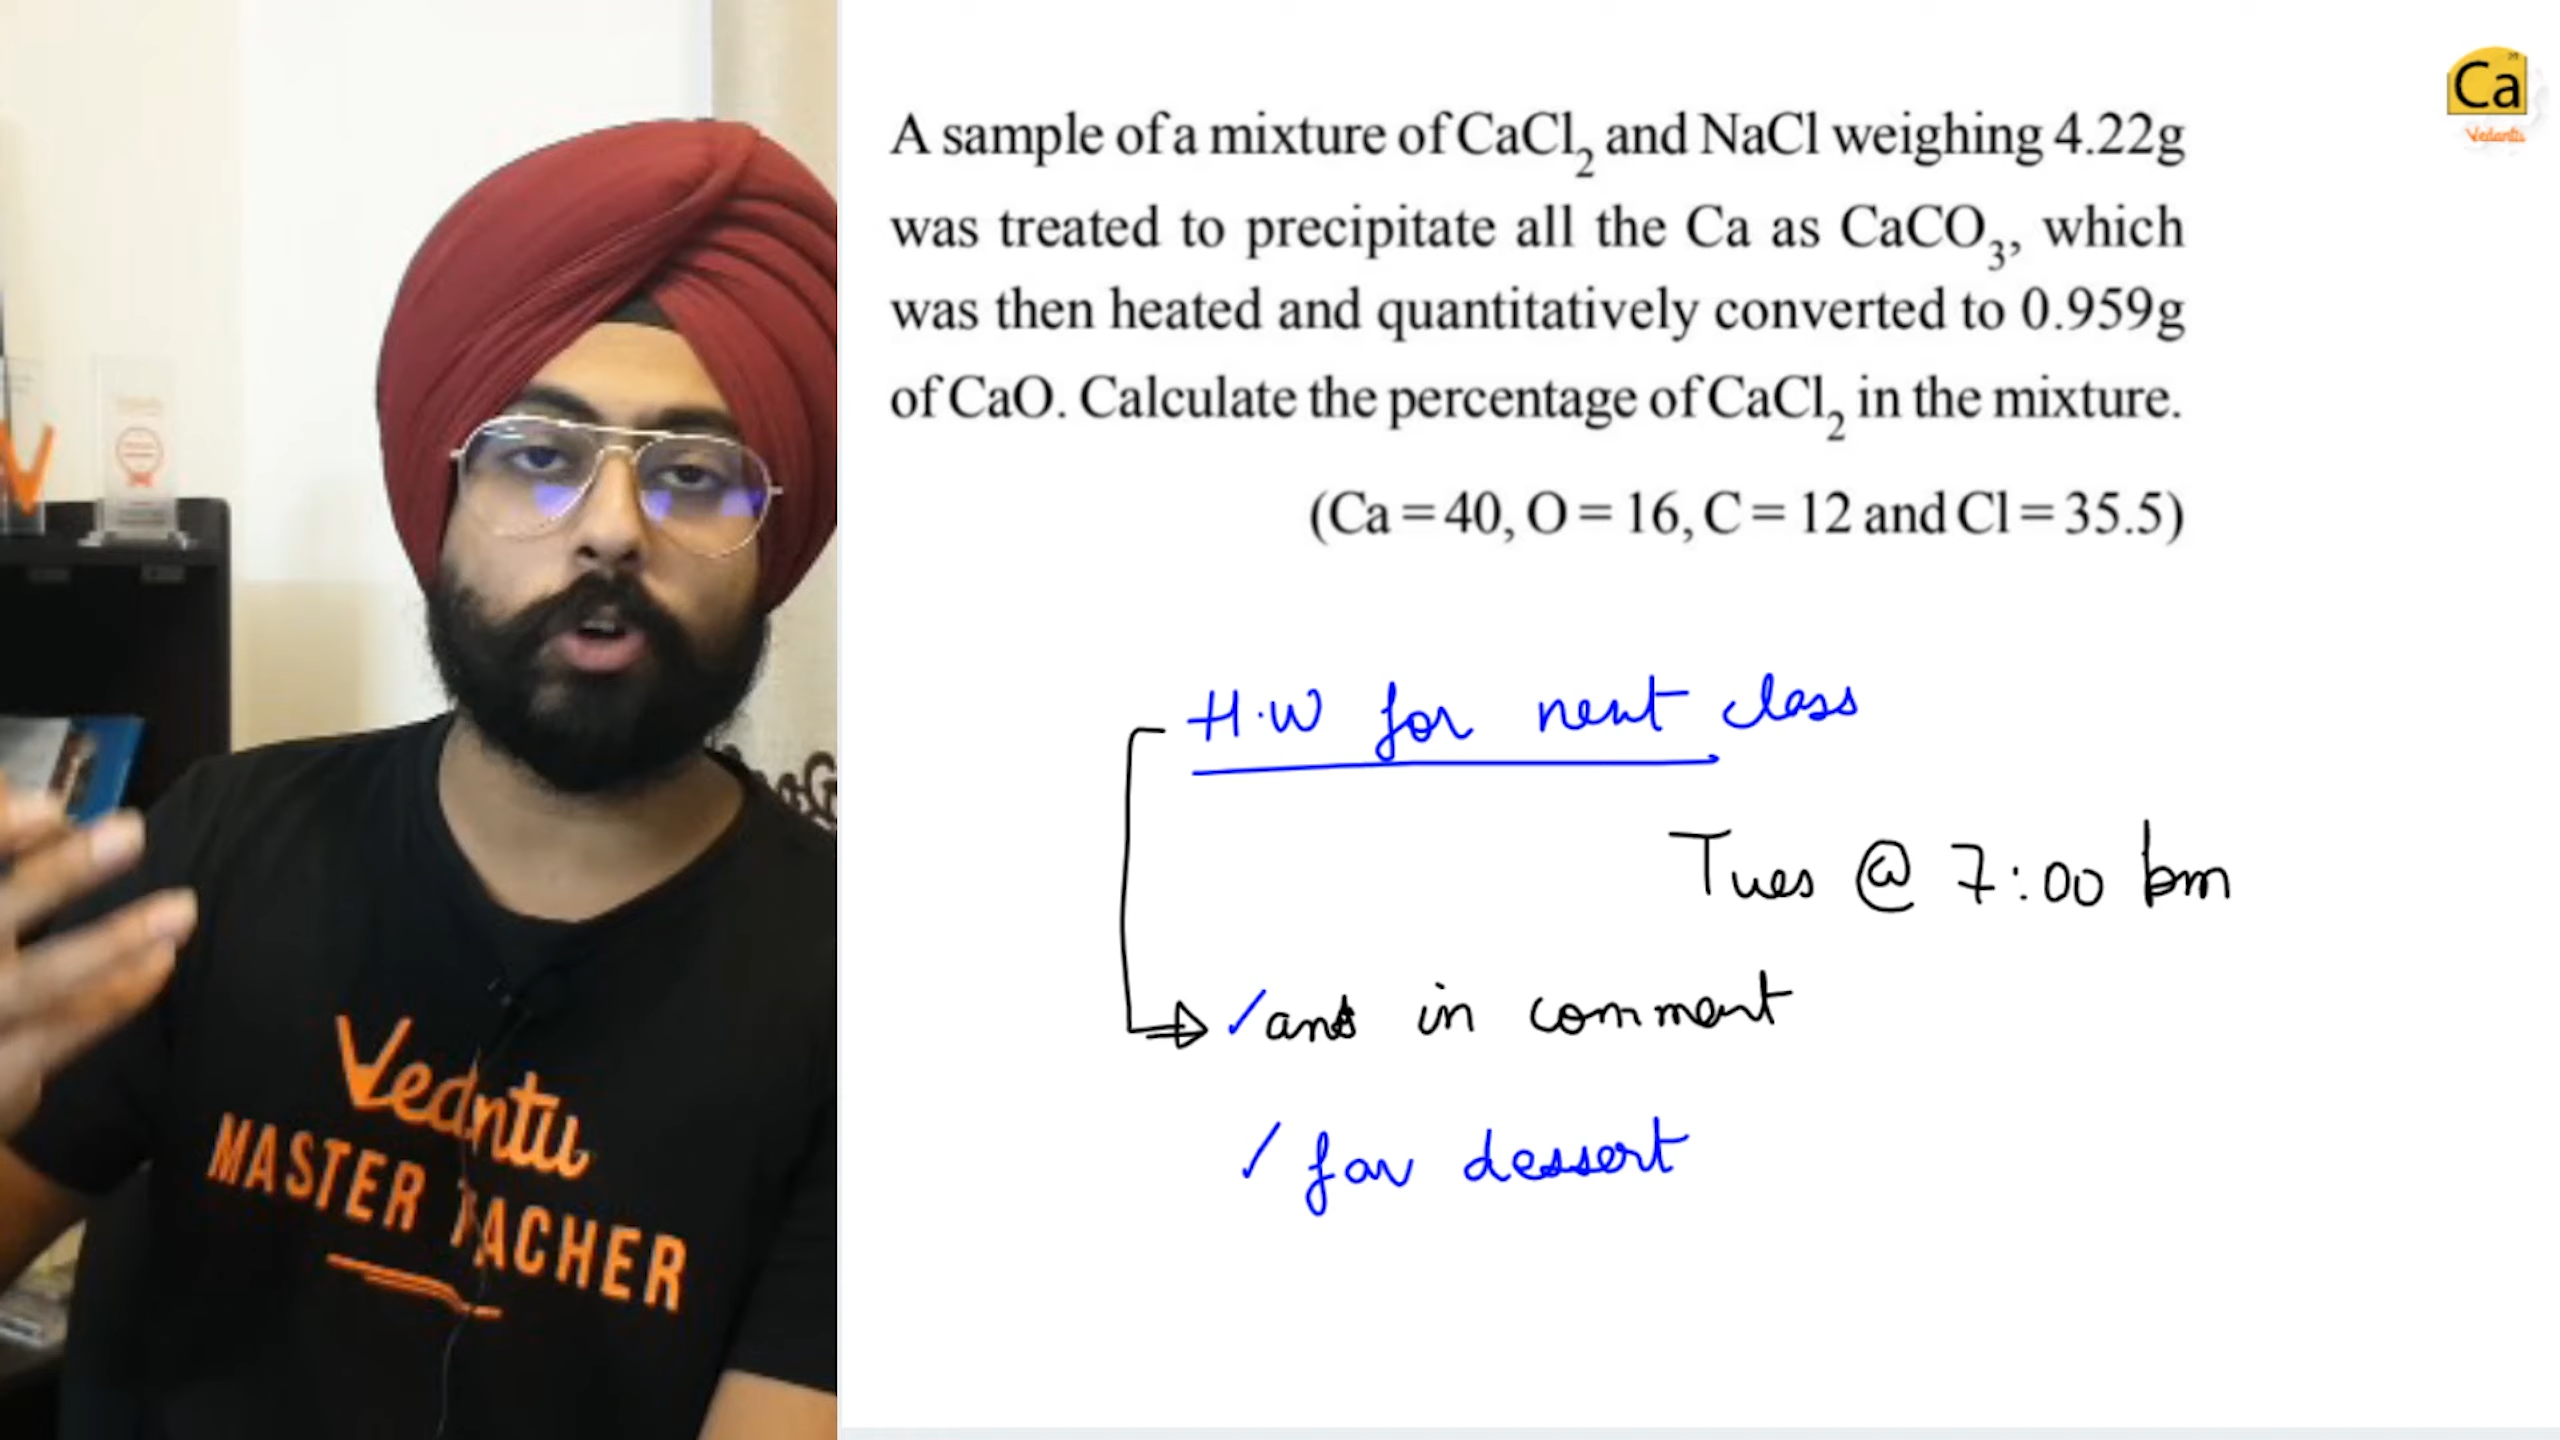 Ca
Vedantu
A sample of a mixture of CaCl₂ and NaCl weighing 4.22g
was treated to precipitate all the Ca as CaCO₃, which
was then heated and quantitatively converted to 0.959g
of CaO. Calculate the percentage of CaCl₂ in the mixture.
(Ca = 40, O = 16, C = 12 and Cl = 35.5)
H.W for next class
Tues @ 7:00 pm
✓ ans in comment
✓ fav dessert
Vedantu
MASTER TEACHER